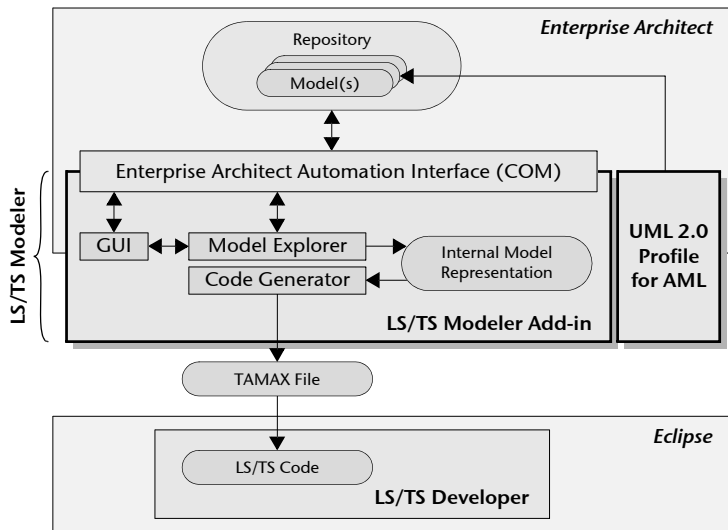 Enterprise Architect
Repository
Model(s)
Enterprise Architect Automation Interface (COM)
LS/TS Modeler
GUI
Model Explorer
Code Generator
Internal Model
Representation
LS/TS Modeler Add-in
UML 2.0
Profile
for AML
TAMAX File
Eclipse
LS/TS Code
LS/TS Developer